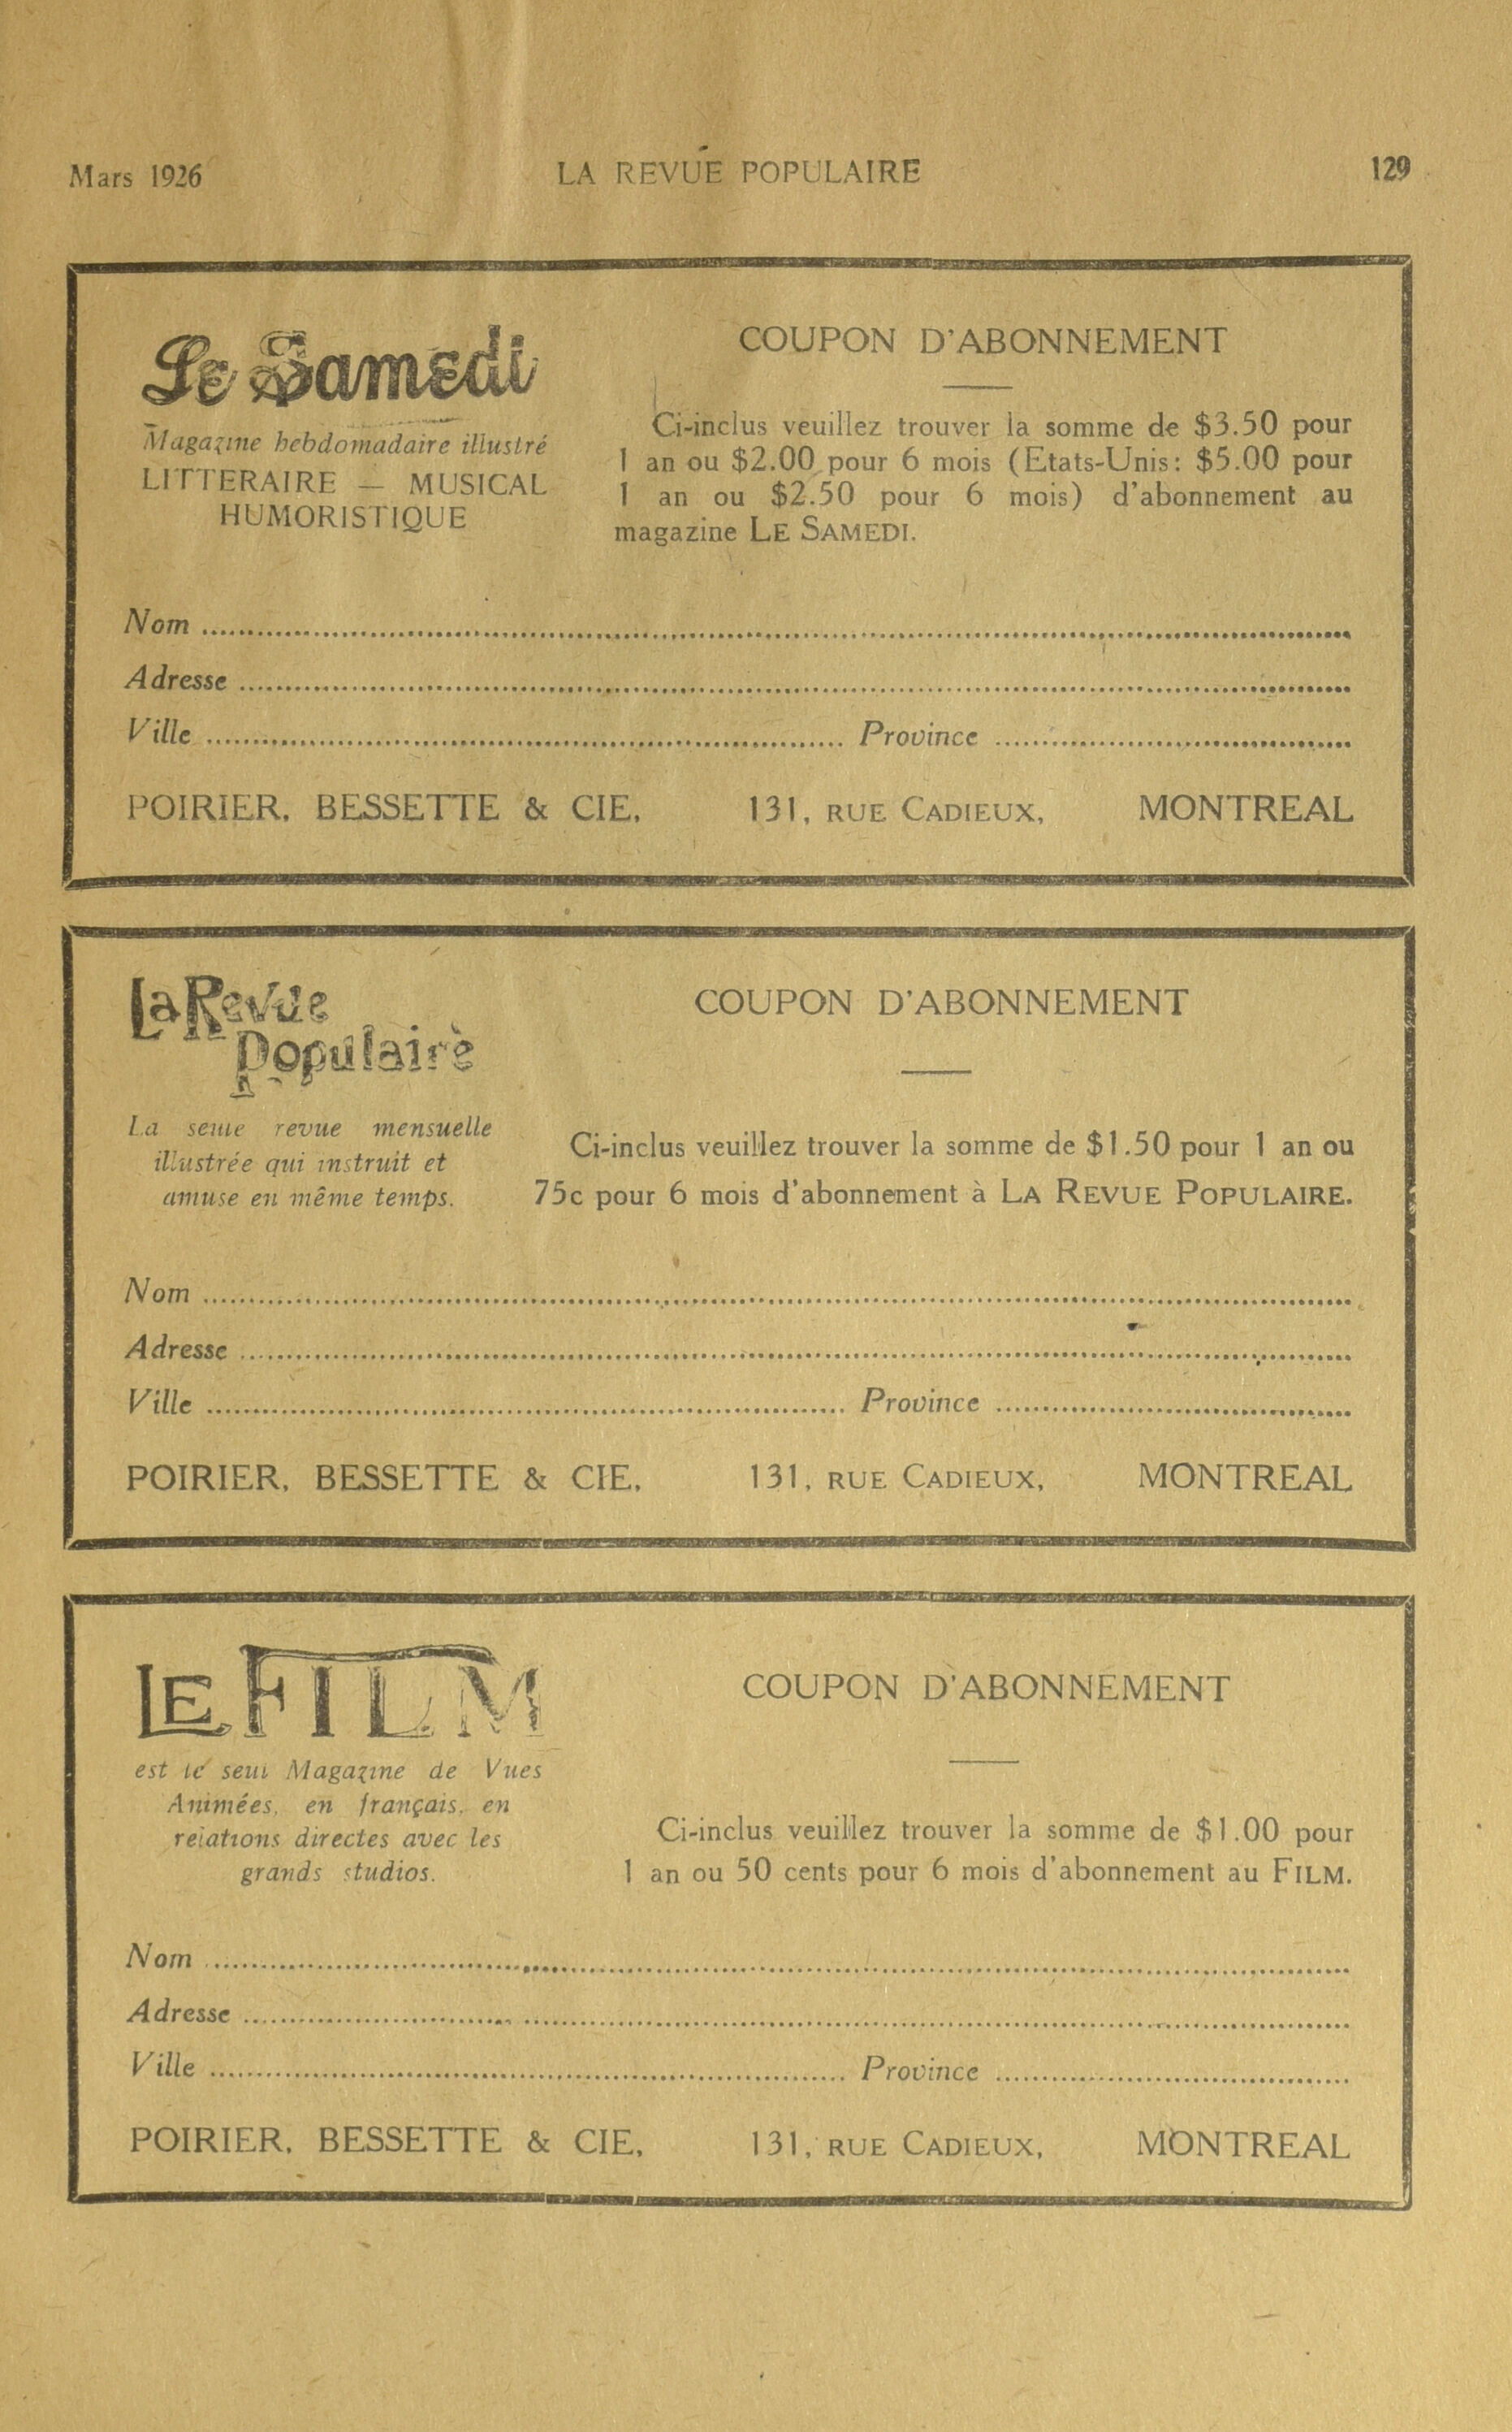 Mars 1926 LA REVUE POPULAIRE 129
Le Samedi
Magazine hebdomadaire illustré
LITTERAIRE — MUSICAL
HUMORISTIQUE
COUPON D'ABONNEMENT
Ci-inclus veuillez trouver la somme de $3.50 pour
1 an ou $2.00 pour 6 mois (Etats-Unis: $5.00 pour
1 an ou $2.50 pour 6 mois) d'abonnement au
magazine LE SAMEDI.
Nom
Adresse
Ville Province
POIRIER, BESSETTE & CIE, 131, RUE CADIEUX, MONTREAL
La Revue
Populaire
La seule revue mensuelle
illustrée qui instruit et
amuse en même temps.
COUPON D'ABONNEMENT
Ci-inclus veuillez trouver la somme de $1.50 pour 1 an ou
75c pour 6 mois d'abonnement à LA REVUE POPULAIRE.
Nom
Adresse
Ville Province
POIRIER, BESSETTE & CIE, 131, RUE CADIEUX, MONTREAL
LE FILM
est le seul Magazine de Vues
Animées, en français, en
relations directes avec les
grands studios.
COUPON D'ABONNEMENT
Ci-inclus veuillez trouver la somme de $1.00 pour
1 an ou 50 cents pour 6 mois d'abonnement au FILM.
Nom
Adresse
Ville Province
POIRIER, BESSETTE & CIE, 131, RUE CADIEUX, MONTREAL